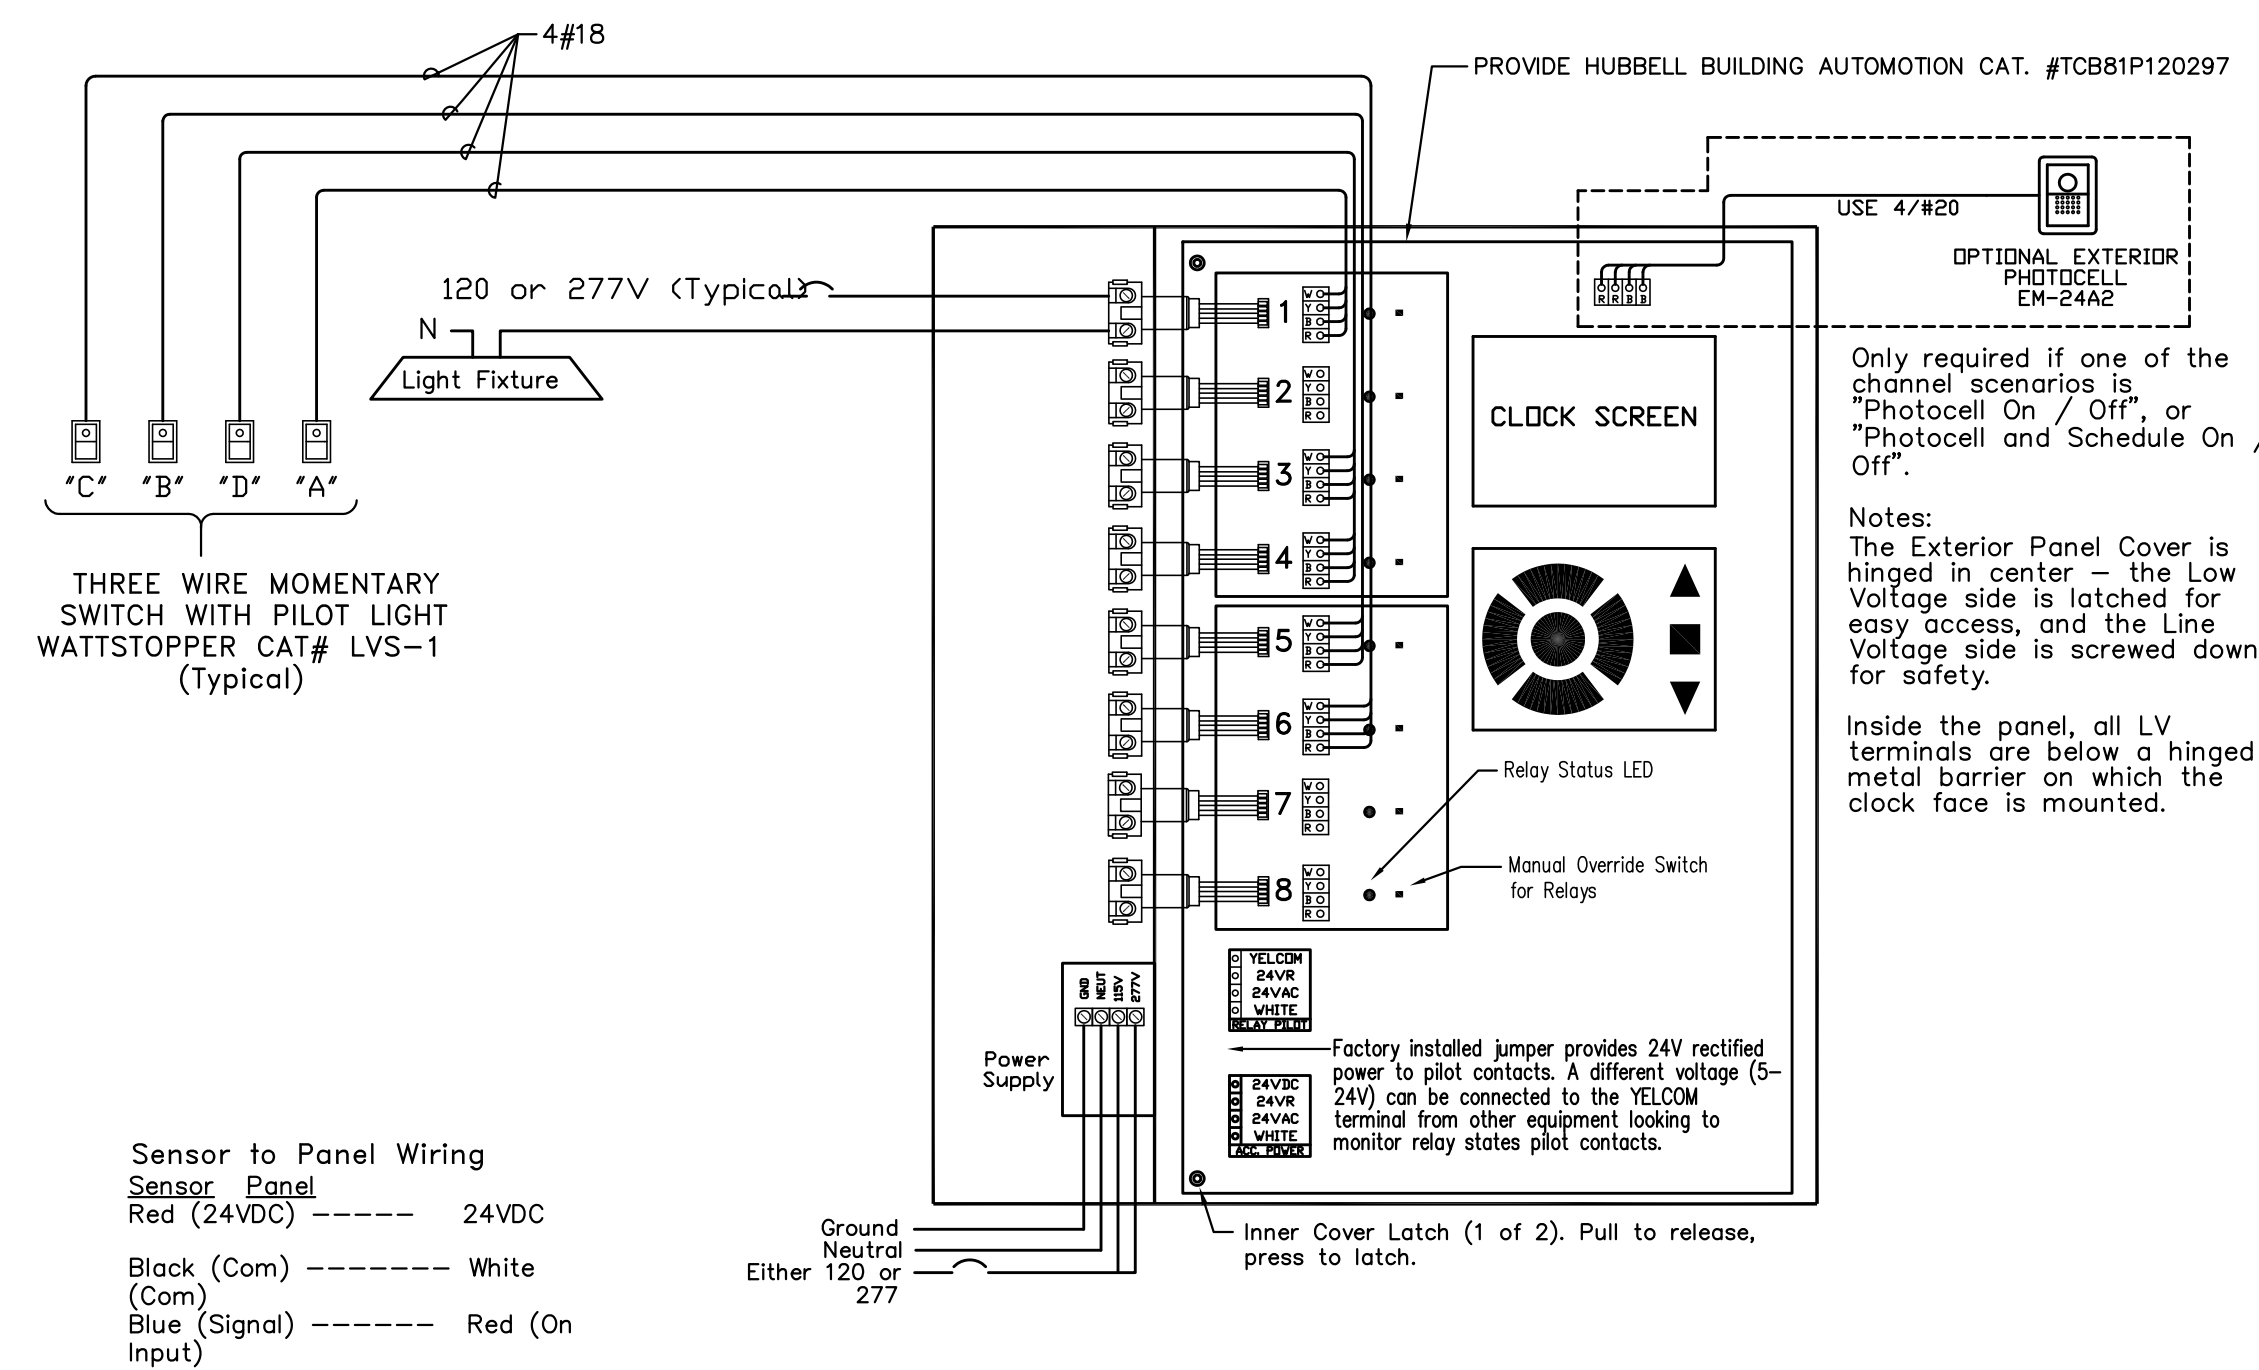 4#18
PROVIDE HUBBELL BUILDING AUTOMOTION CAT. #TCB81P120297
USE 4/#20
OPTIONAL EXTERIOR
PHOTOCELL
EM-24A2
R R B B
120 or 277V (Typical)
N
Light Fixture
"C" "B" "D" "A"
THREE WIRE MOMENTARY
SWITCH WITH PILOT LIGHT
WATTSTOPPER CAT# LVS-1
(Typical)
1
W
Y
B
R
2
W
Y
B
R
3
W
Y
B
R
4
W
Y
B
R
5
W
Y
B
R
6
W
Y
B
R
7
W
Y
B
R
8
W
Y
B
R
CLOCK SCREEN
Only required if one of the
channel scenarios is
"Photocell On / Off", or
"Photocell and Schedule On /
Off".
Notes:
The Exterior Panel Cover is
hinged in center – the Low
Voltage side is latched for
easy access, and the Line
Voltage side is screwed down
for safety.
Inside the panel, all LV
terminals are below a hinged
metal barrier on which the
clock face is mounted.
Relay Status LED
Manual Override Switch
for Relays
YELCOM
24VR
24VAC
WHITE
RELAY PILOT
Factory installed jumper provides 24V rectified
power to pilot contacts. A different voltage (5–
24V) can be connected to the YELCOM
terminal from other equipment looking to
monitor relay states pilot contacts.
24VDC
24VR
24VAC
WHITE
ACC. POWER
GND NEUT 115V 277V
Power
Supply
Ground
Neutral
Either 120 or
277
Inner Cover Latch (1 of 2). Pull to release,
press to latch.
Sensor to Panel Wiring
Sensor Panel
Red (24VDC) ----- 24VDC
Black (Com) ------- White
(Com)
Blue (Signal) ------ Red (On
Input)